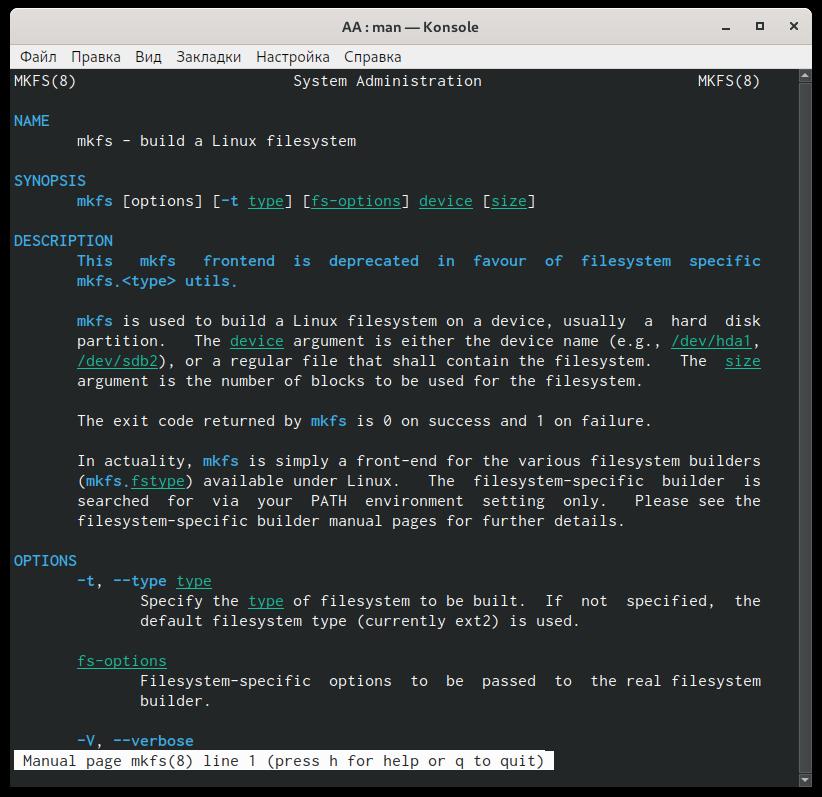 AA : man — Konsole
Файл Правка Вид Закладки Настройка Справка
MKFS(8) System Administration MKFS(8)
NAME
mkfs - build a Linux filesystem
SYNOPSIS
mkfs [options] [-t type] [fs-options] device [size]
DESCRIPTION
This mkfs frontend is deprecated in favour of filesystem specific
mkfs.<type> utils.
mkfs is used to build a Linux filesystem on a device, usually a hard disk
partition. The device argument is either the device name (e.g., /dev/hda1,
/dev/sdb2), or a regular file that shall contain the filesystem. The size
argument is the number of blocks to be used for the filesystem.
The exit code returned by mkfs is 0 on success and 1 on failure.
In actuality, mkfs is simply a front-end for the various filesystem builders
(mkfs.fstype) available under Linux. The filesystem-specific builder is
searched for via your PATH environment setting only. Please see the
filesystem-specific builder manual pages for further details.
OPTIONS
-t, --type type
Specify the type of filesystem to be built. If not specified, the
default filesystem type (currently ext2) is used.
fs-options
Filesystem-specific options to be passed to the real filesystem
builder.
-V, --verbose
Manual page mkfs(8) line 1 (press h for help or q to quit)